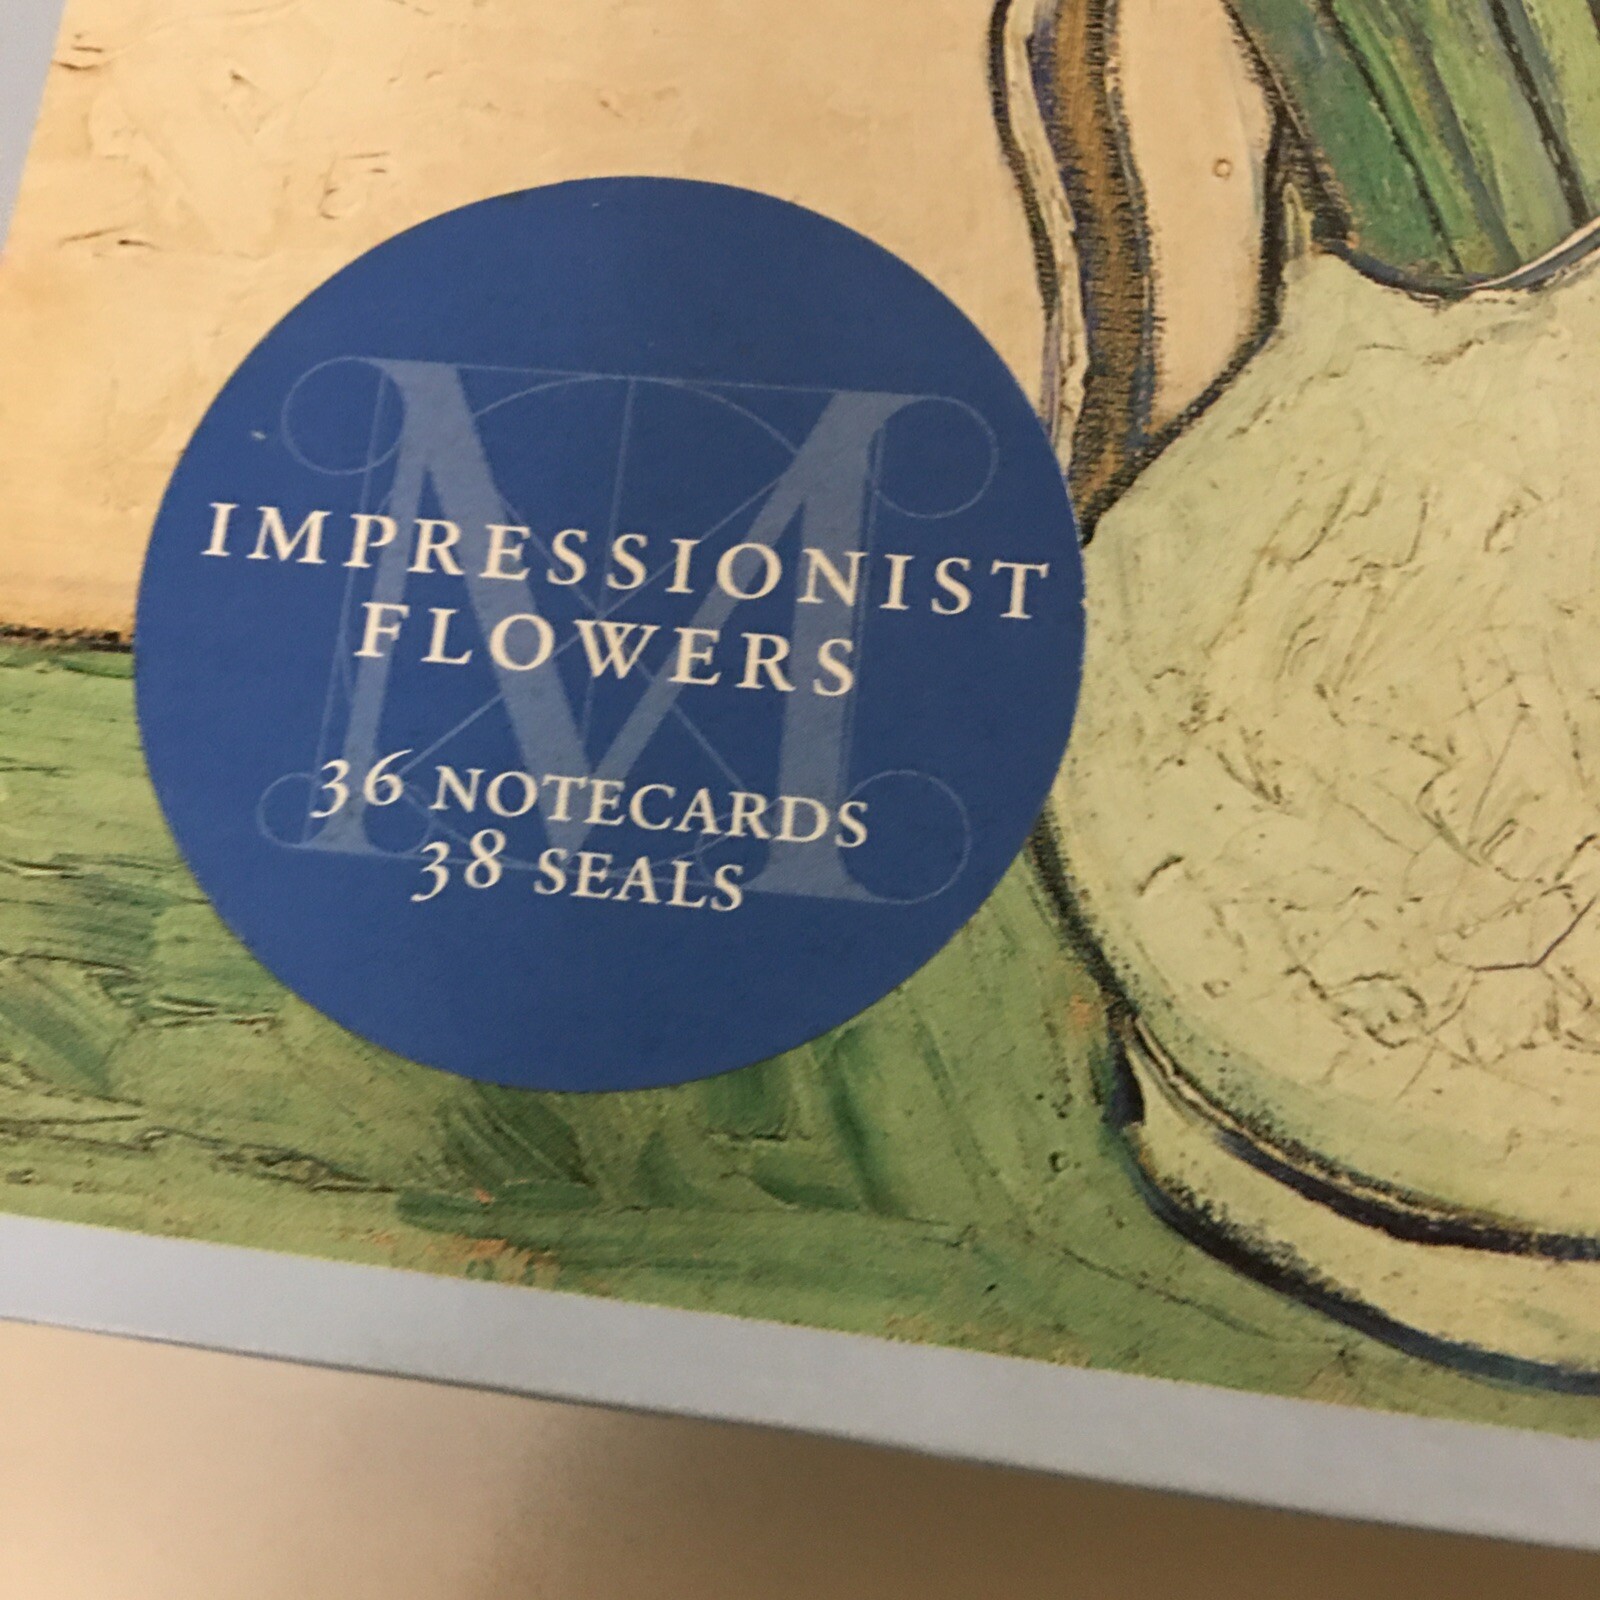 M
IMPRESSIONIST
FLOWERS
36 NOTECARDS
38 SEALS